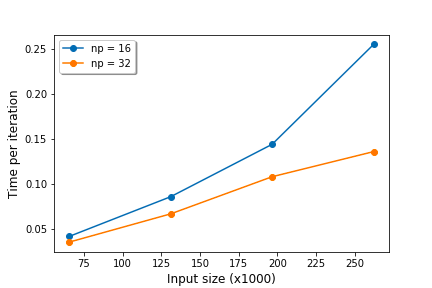 np = 16
np = 32
0.25
0.20
0.15
0.10
0.05
Time per iteration
75 100 125 150 175 200 225 250
Input size (x1000)